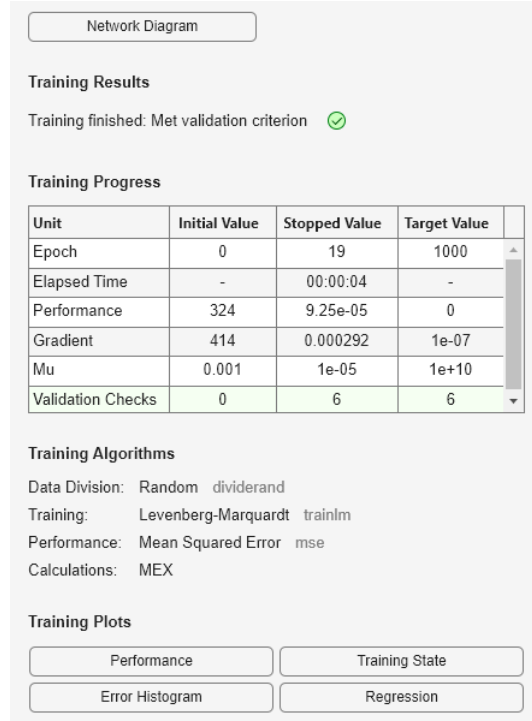 Network Diagram
Training Results
Training finished: Met validation criterion
Training Progress
Unit Initial Value Stopped Value Target Value
Epoch 0 19 1000
Elapsed Time - 00:00:04 -
Performance 324 9.25e-05 0
Gradient 414 0.000292 1e-07
Mu 0.001 1e-05 1e+10
Validation Checks 0 6 6
Training Algorithms
Data Division: Random dividerand
Training: Levenberg-Marquardt trainlm
Performance: Mean Squared Error mse
Calculations: MEX
Training Plots
Performance Training State
Error Histogram Regression